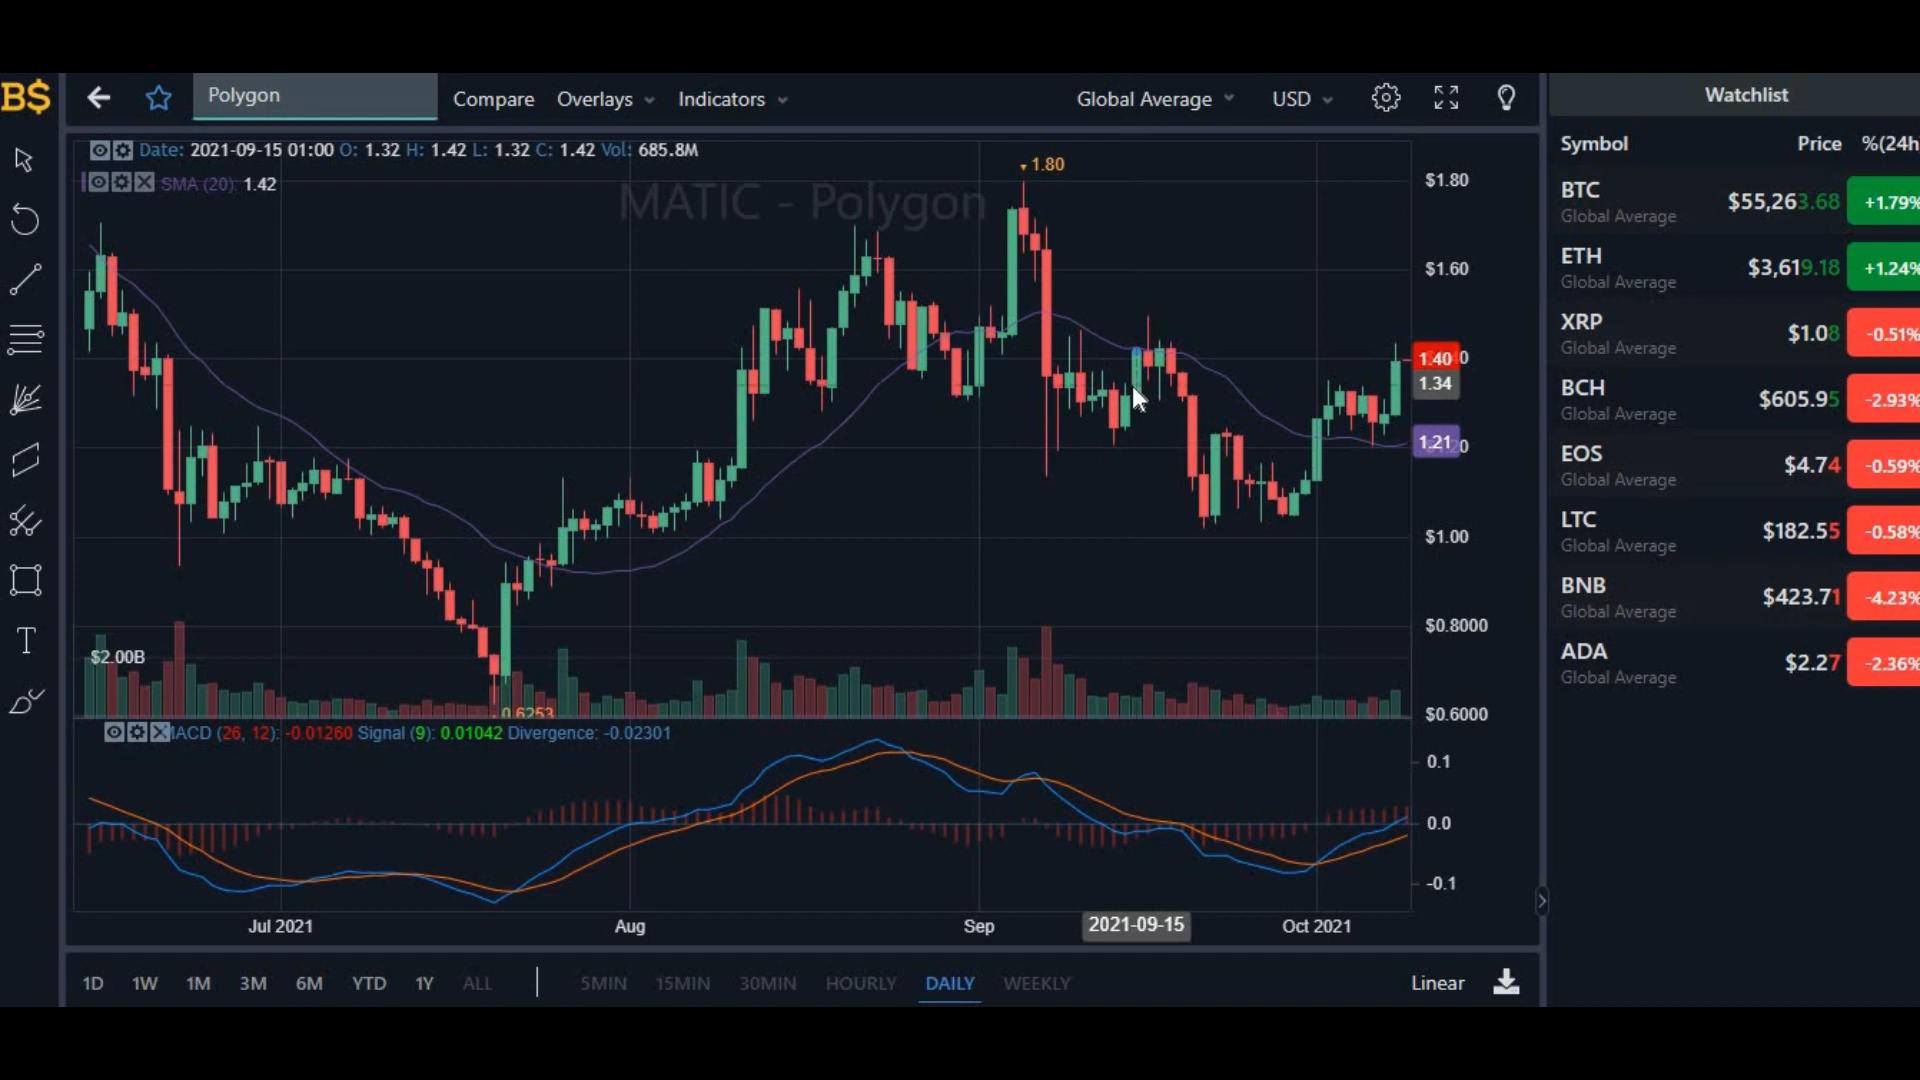 B$
Polygon
Compare Overlays Indicators Global Average USD
Date: 2021-09-15 01:00 O: 1.32 H: 1.42 L: 1.32 C: 1.42 Vol: 685.8M
SMA (20): 1.42
MATIC - Polygon
1.80
$1.80
$1.60
1.40
1.34
1.21
$1.00
$0.8000
$0.6000
$2.00B
0.6253
MACD (26, 12): -0.01260 Signal (9): 0.01042 Divergence: -0.02301
0.1
0.0
-0.1
Jul 2021 Aug Sep 2021-09-15 Oct 2021
1D 1W 1M 3M 6M YTD 1Y ALL 5MIN 15MIN 30MIN HOURLY DAILY WEEKLY Linear
T
Watchlist
Symbol Price %(24h
BTC $55,263.68 +1.79%
Global Average
ETH $3,619.18 +1.24%
Global Average
XRP $1.08 -0.51%
Global Average
BCH $605.95 -2.93%
Global Average
EOS $4.74 -0.59%
Global Average
LTC $182.55 -0.58%
Global Average
BNB $423.71 -4.23%
Global Average
ADA $2.27 -2.36%
Global Average